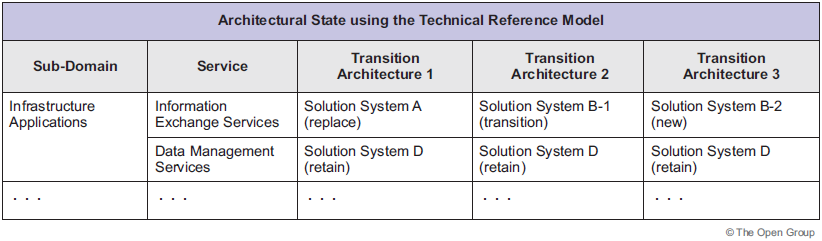 Architectural State using the Technical Reference Model
Sub-Domain
Service
Transition
Architecture 1
Transition
Architecture 2
Transition
Architecture 3
Infrastructure
Applications
Information
Exchange Services
Solution System A
(replace)
Solution System B-1
(transition)
Solution System B-2
(new)
Data Management
Services
Solution System D
(retain)
Solution System D
(retain)
Solution System D
(retain)
. . .
. . .
. . .
. . .
. . .
© The Open Group